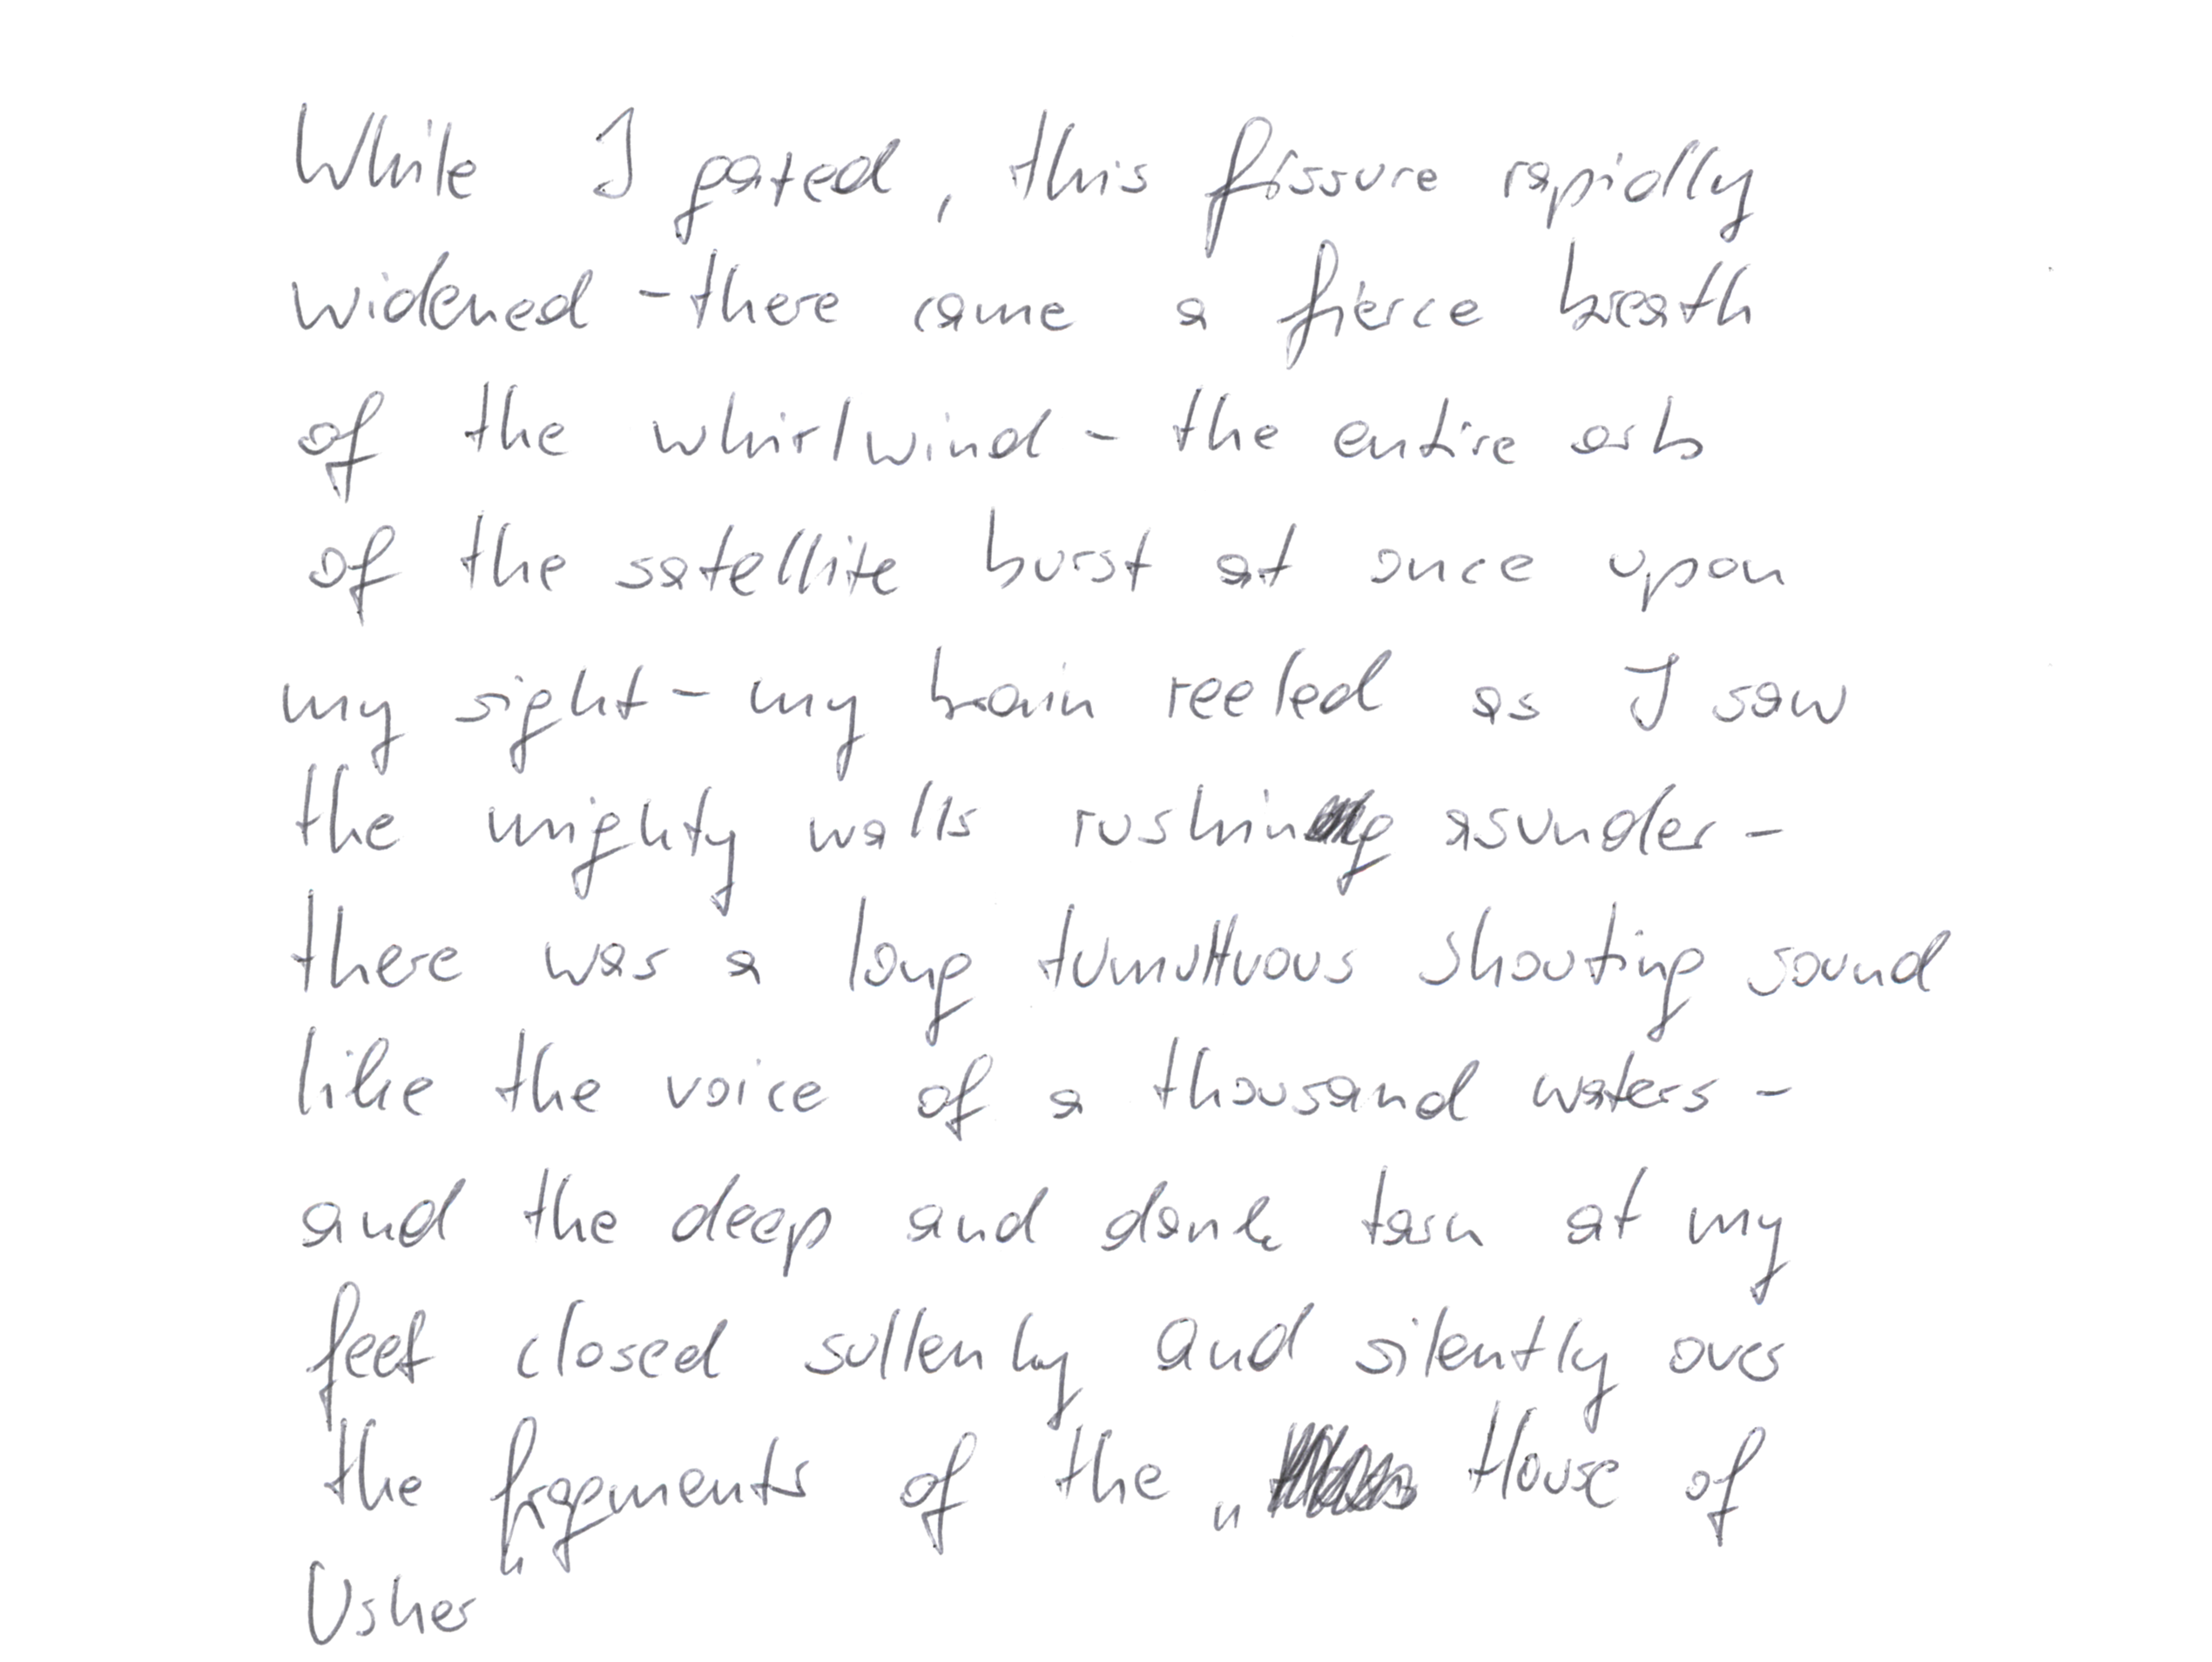 While I gazed, this fissure rapidly
widened - there came a fierce breath
of the whirlwind - the entire orb
of the satellite burst at once upon
my sight - my brain reeled as I saw
the mighty walls rushing asunder -
there was a long tumultuous shouting sound
like the voice of a thousand waters -
and the deep and dank tarn at my
feet closed sullenly and silently over
the fragments of the „ House of
Usher"